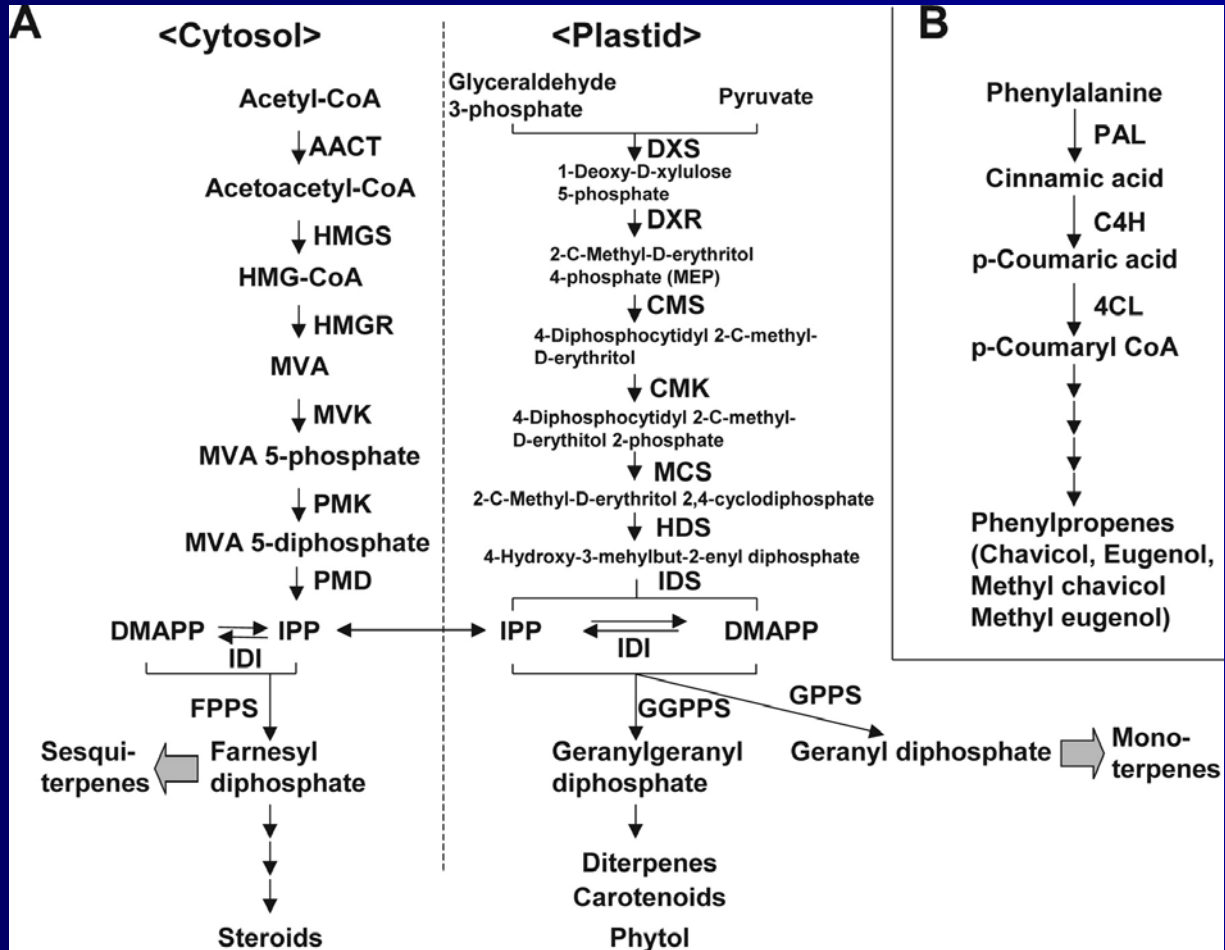 A
<Cytosol>
Acetyl-CoA
AACT
Acetoacetyl-CoA
HMGS
HMG-CoA
HMGR
MVA
MVK
MVA 5-phosphate
PMK
MVA 5-diphosphate
PMD
DMAPP
IPP
IDI
FPPS
Sesqui-
terpenes
Farnesyl
diphosphate
Steroids
<Plastid>
Glyceraldehyde
3-phosphate
Pyruvate
DXS
1-Deoxy-D-xylulose
5-phosphate
DXR
2-C-Methyl-D-erythritol
4-phosphate (MEP)
CMS
4-Diphosphocytidyl 2-C-methyl-
D-erythritol
CMK
4-Diphosphocytidyl 2-C-methyl-
D-erythitol 2-phosphate
MCS
2-C-Methyl-D-erythritol 2,4-cyclodiphosphate
HDS
4-Hydroxy-3-mehylbut-2-enyl diphosphate
IDS
IPP
DMAPP
IDI
GGPPS
GPPS
Geranylgeranyl
diphosphate
Geranyl diphosphate
Mono-
terpenes
Diterpenes
Carotenoids
Phytol
B
Phenylalanine
PAL
Cinnamic acid
C4H
p-Coumaric acid
4CL
p-Coumaryl CoA
Phenylpropenes
(Chavicol, Eugenol,
Methyl chavicol
Methyl eugenol)